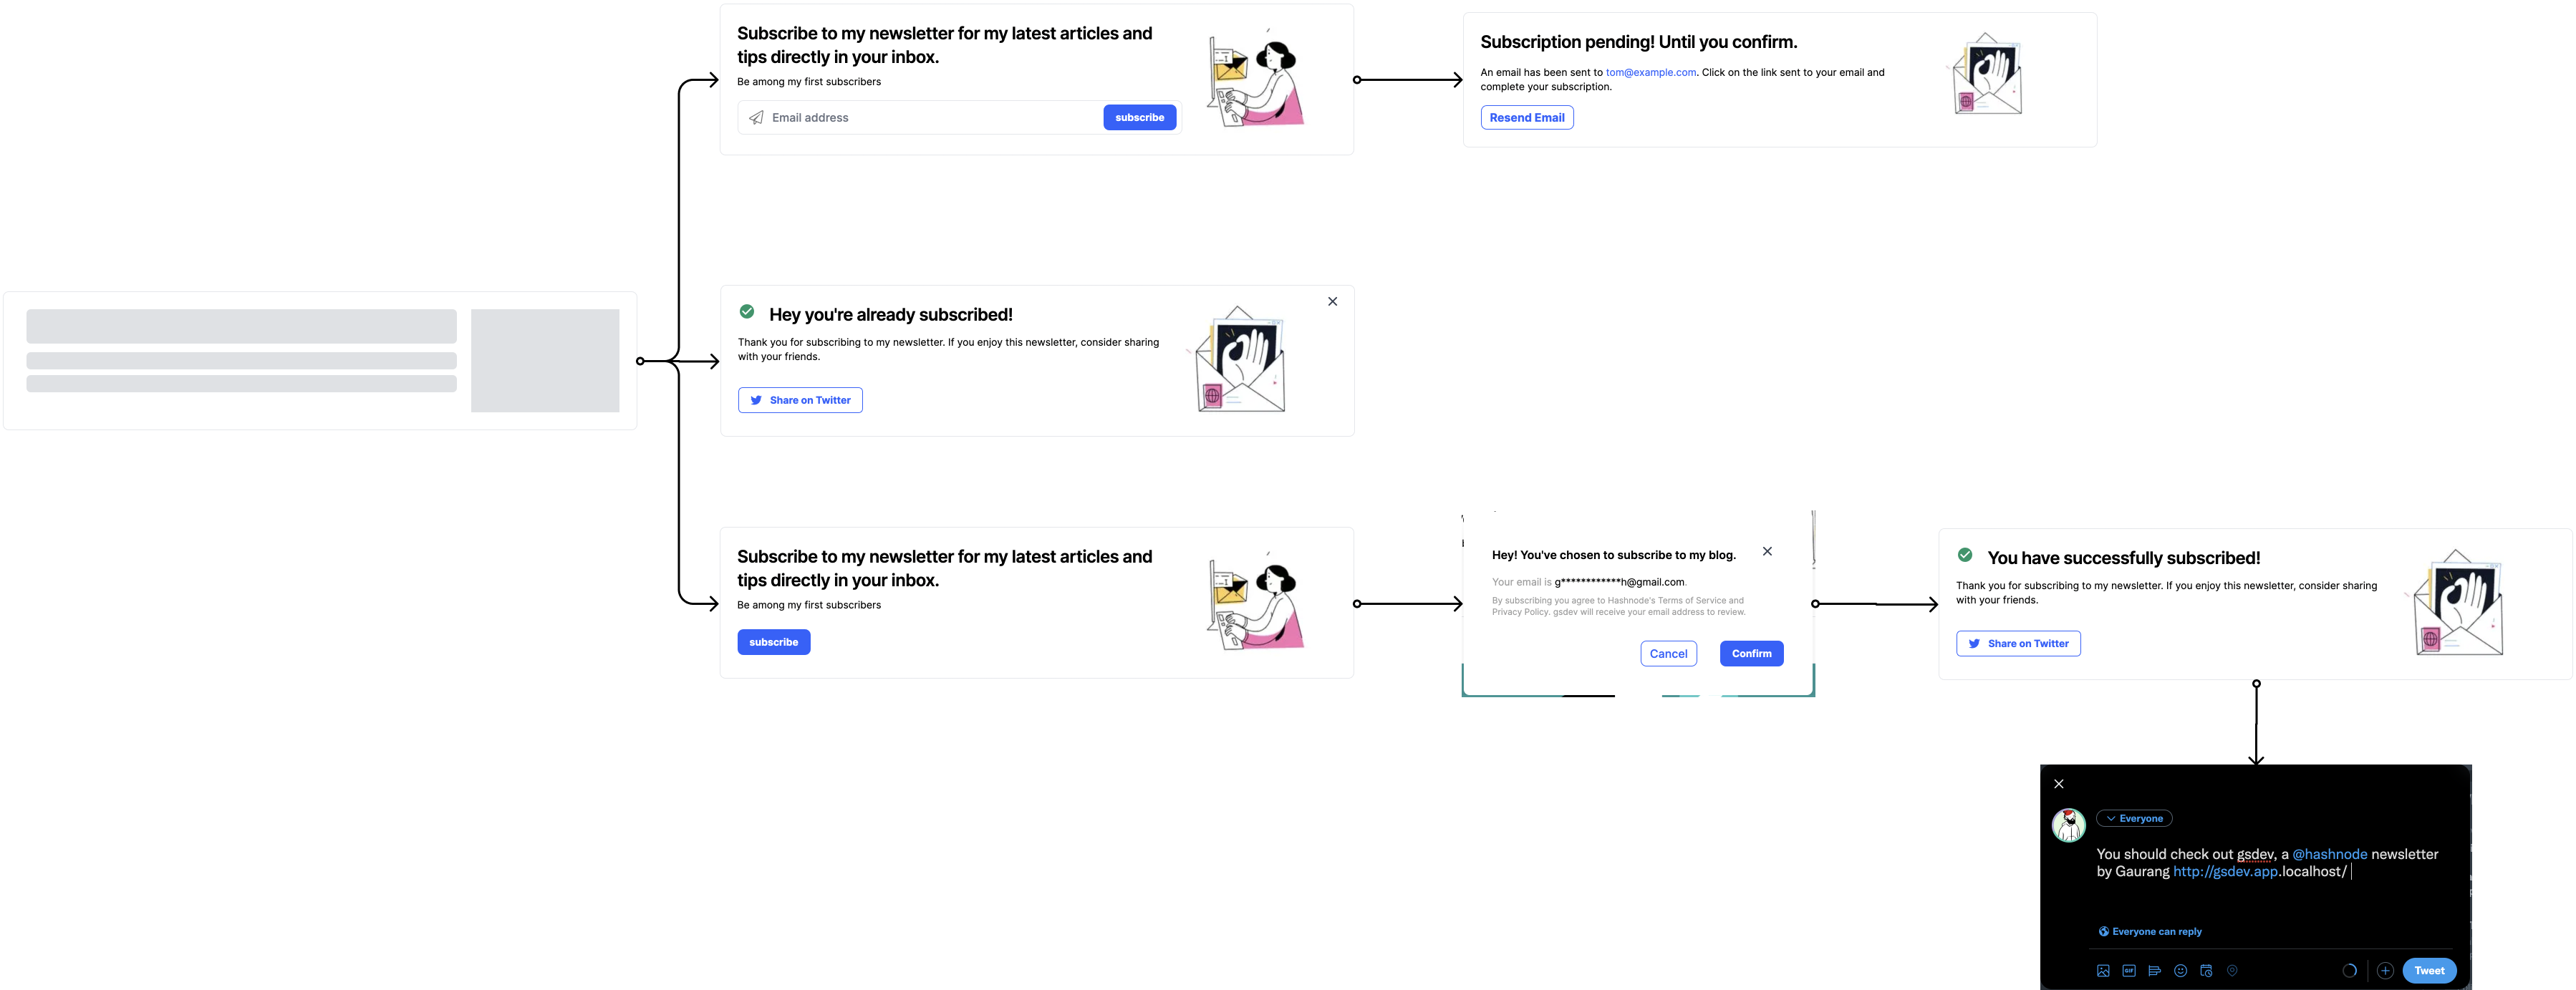 Subscribe to my newsletter for my latest articles and
tips directly in your inbox.
Be among my first subscribers
Email address
subscribe
Subscription pending! Until you confirm.
An email has been sent to tom@example.com. Click on the link sent to your email and
complete your subscription.
Resend Email
Hey you're already subscribed!
Thank you for subscribing to my newsletter. If you enjoy this newsletter, consider sharing
with your friends.
Share on Twitter
Subscribe to my newsletter for my latest articles and
tips directly in your inbox.
Be among my first subscribers
subscribe
Hey! You've chosen to subscribe to my blog.
Your email is g************h@gmail.com.
By subscribing you agree to Hashnode's Terms of Service and
Privacy Policy. gsdev will receive your email address to review.
Cancel
Confirm
You have successfully subscribed!
Thank you for subscribing to my newsletter. If you enjoy this newsletter, consider sharing
with your friends.
Share on Twitter
Everyone
You should check out gsdev, a @hashnode newsletter
by Gaurang http://gsdev.app.localhost/
Everyone can reply
GIF
Tweet